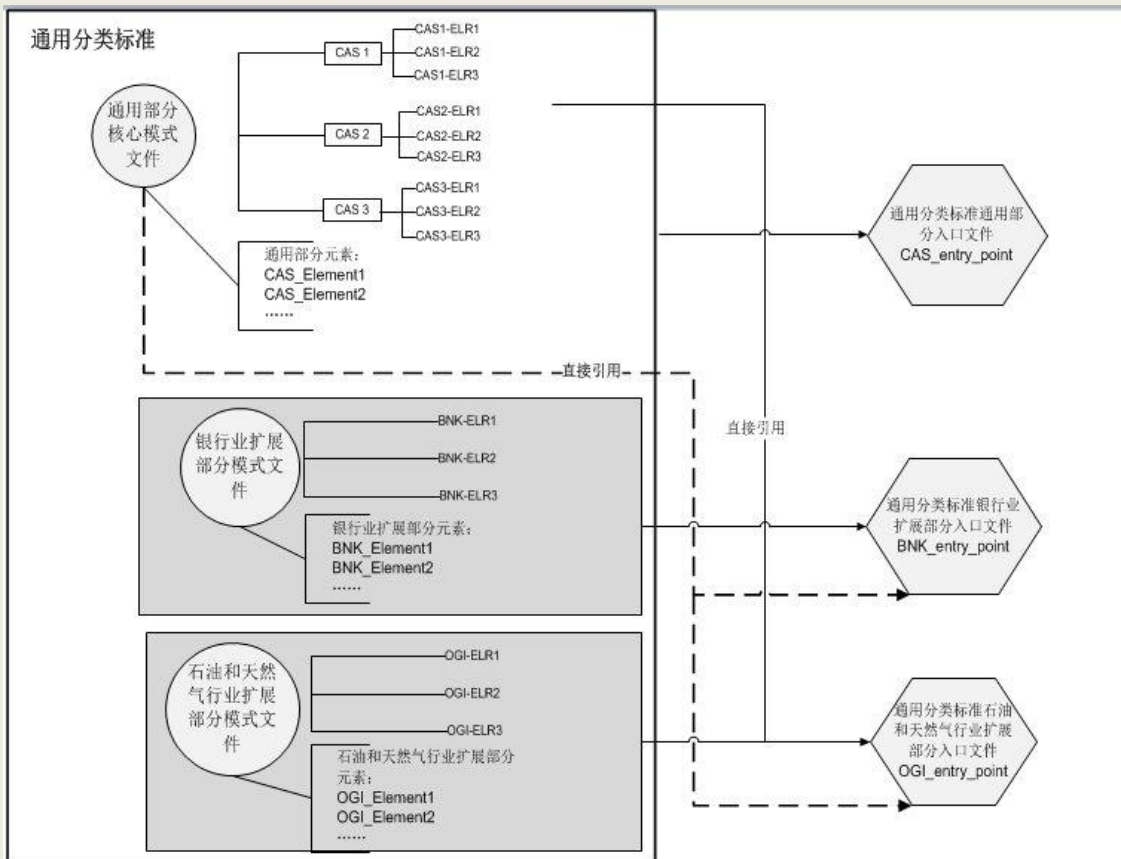 通用分类标准
通用部分
核心模式
文件
CAS 1
CAS1-ELR1
CAS1-ELR2
CAS1-ELR3
CAS 2
CAS2-ELR1
CAS2-ELR2
CAS2-ELR3
CAS 3
CAS3-ELR1
CAS3-ELR2
CAS3-ELR3
通用部分元素：
CAS_Element1
CAS_Element2
......
通用分类标准通用部
分入口文件
CAS_entry_point
直接引用
直接引用
银行业扩展
部分模式文
件
BNK-ELR1
BNK-ELR2
BNK-ELR3
银行业扩展部分元素：
BNK_Element1
BNK_Element2
......
通用分类标准银行业
扩展部分入口文件
BNK_entry_point
石油和天然
气行业扩展
部分模式文
件
OGI-ELR1
OGI-ELR2
OGI-ELR3
石油和天然气行业扩展部分
元素：
OGI_Element1
OGI_Element2
......
通用分类标准石油
和天然气行业扩展
部分入口文件
OGI_entry_point